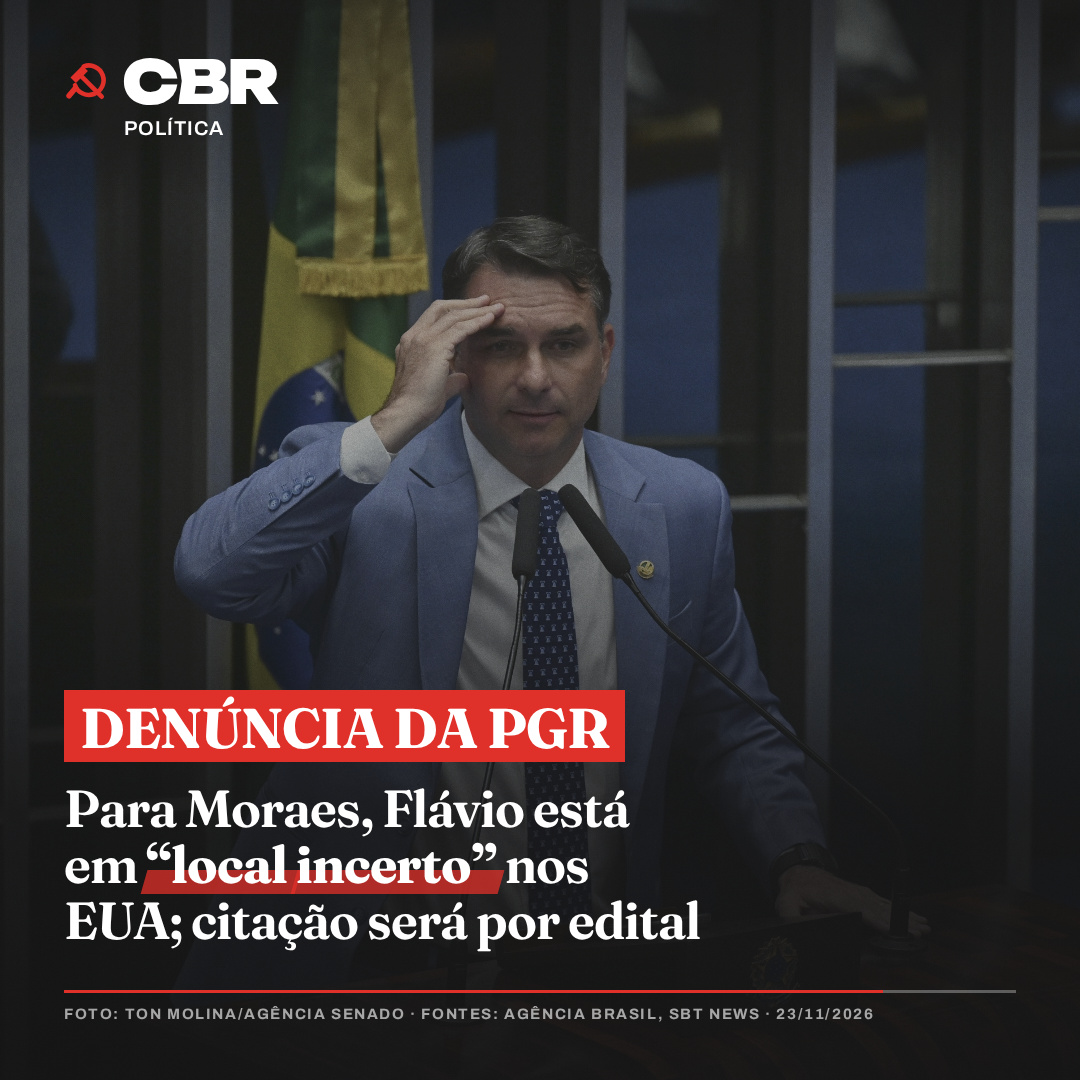 CBR
POLÍTICA
DENÚNCIA DA PGR
Para Moraes, Flávio está
em “local incerto” nos
EUA; citação será por edital
FOTO: TON MOLINA/AGÊNCIA SENADO · FONTES: AGÊNCIA BRASIL, SBT NEWS · 23/11/2026